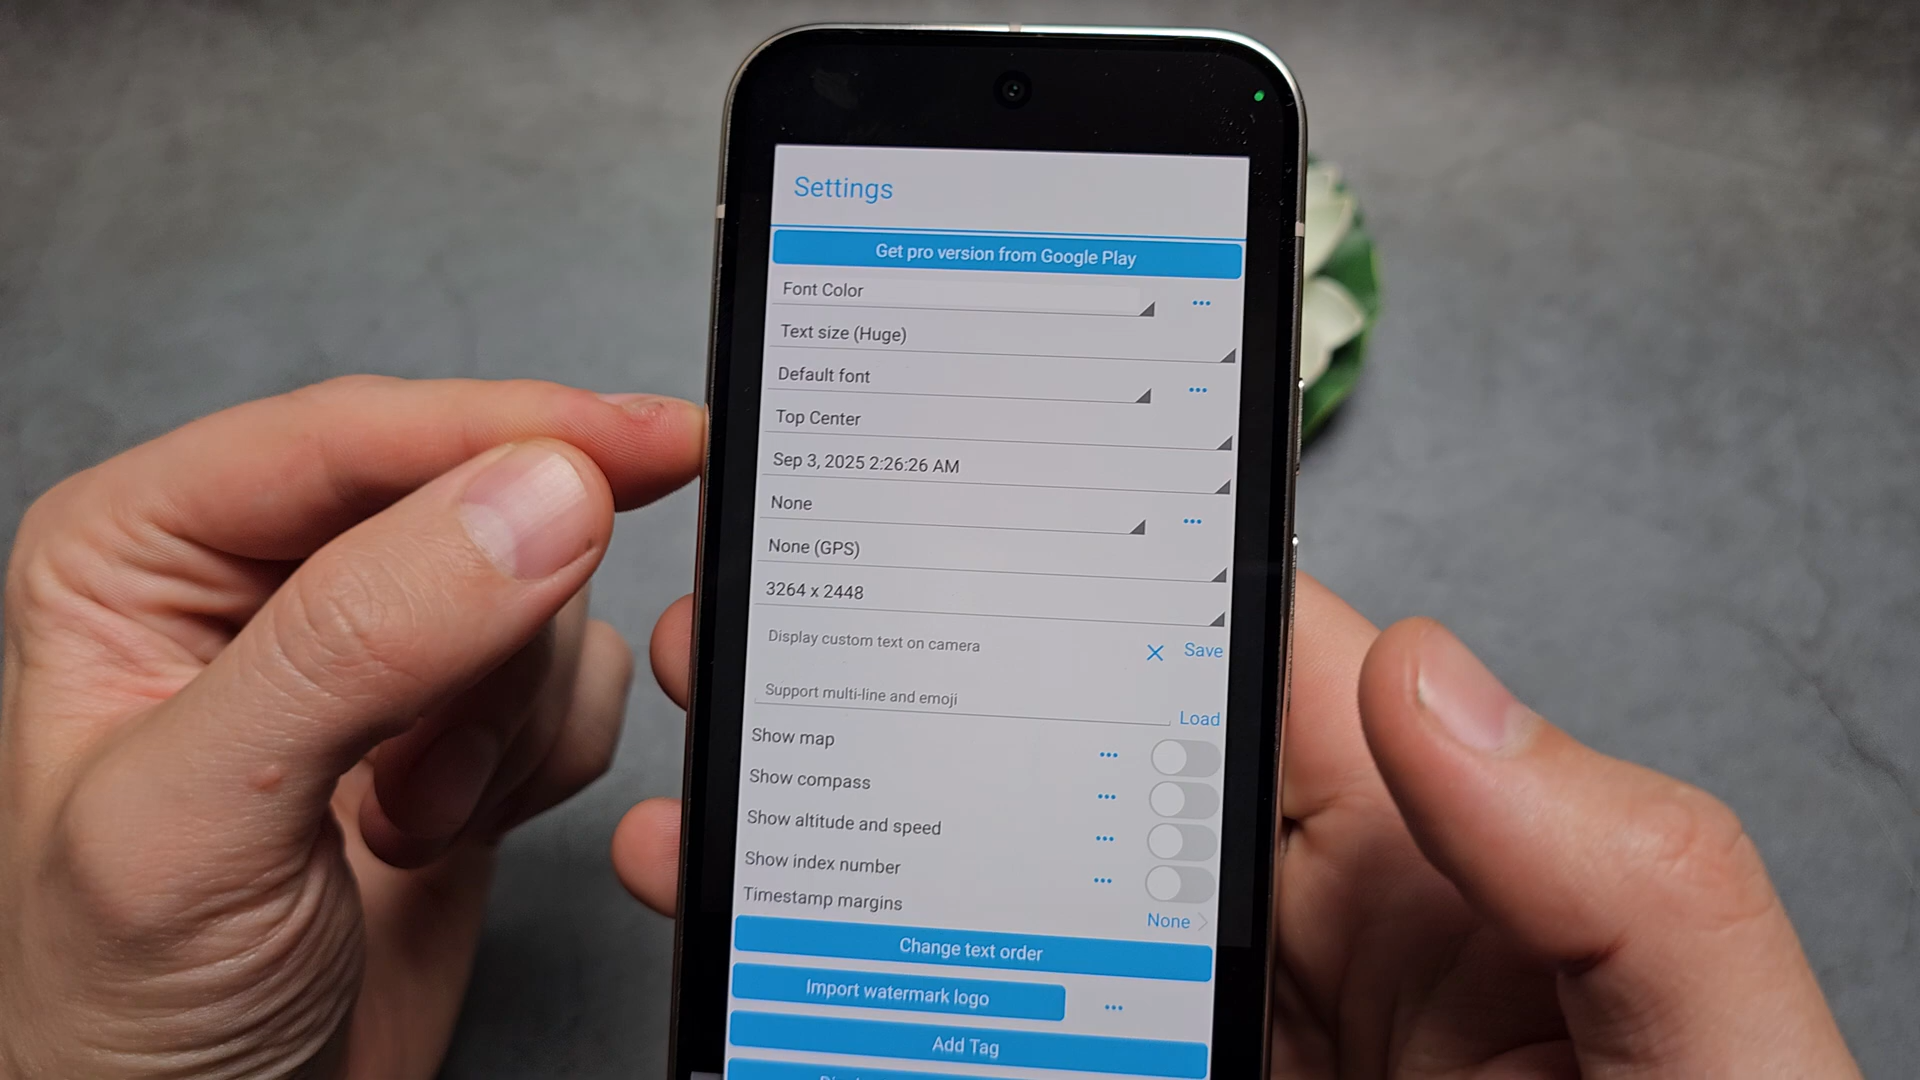 Settings
Get pro version from Google Play
Font Color
Text size (Huge)
Default font
Top Center
Sep 3, 2025 2:26:26 AM
None
None (GPS)
3264 x 2448
Display custom text on camera
Save
Support multi-line and emoji
Load
Show map
Show compass
Show altitude and speed
Show index number
Timestamp margins
None
Change text order
Import watermark logo
Add Tag